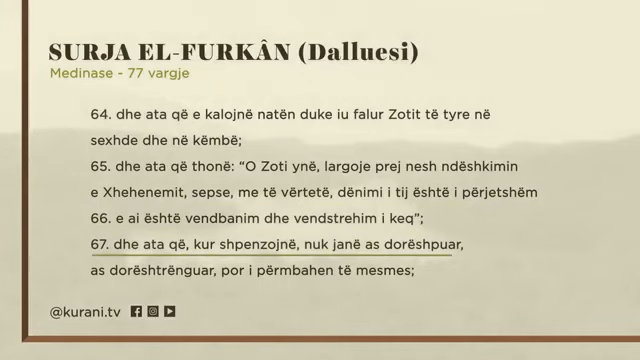 SURJA EL-FURKÂN (Dalluesi)
Medinase - 77 vargje
64. dhe ata që e kalojnë natën duke iu falur Zotit të tyre në
sexhde dhe në këmbë;
65. dhe ata që thonë: “O Zoti ynë, largoje prej nesh ndëshkimin
e Xhehenemit, sepse, me të vërtetë, dënimi i tij është i përjetshëm
66. e ai është vendbanim dhe vendstrehim i keq”;
67. dhe ata që, kur shpenzojnë, nuk janë as dorëshpuar,
as dorështrënguar, por i përmbahen të mesmes;
@kurani.tv